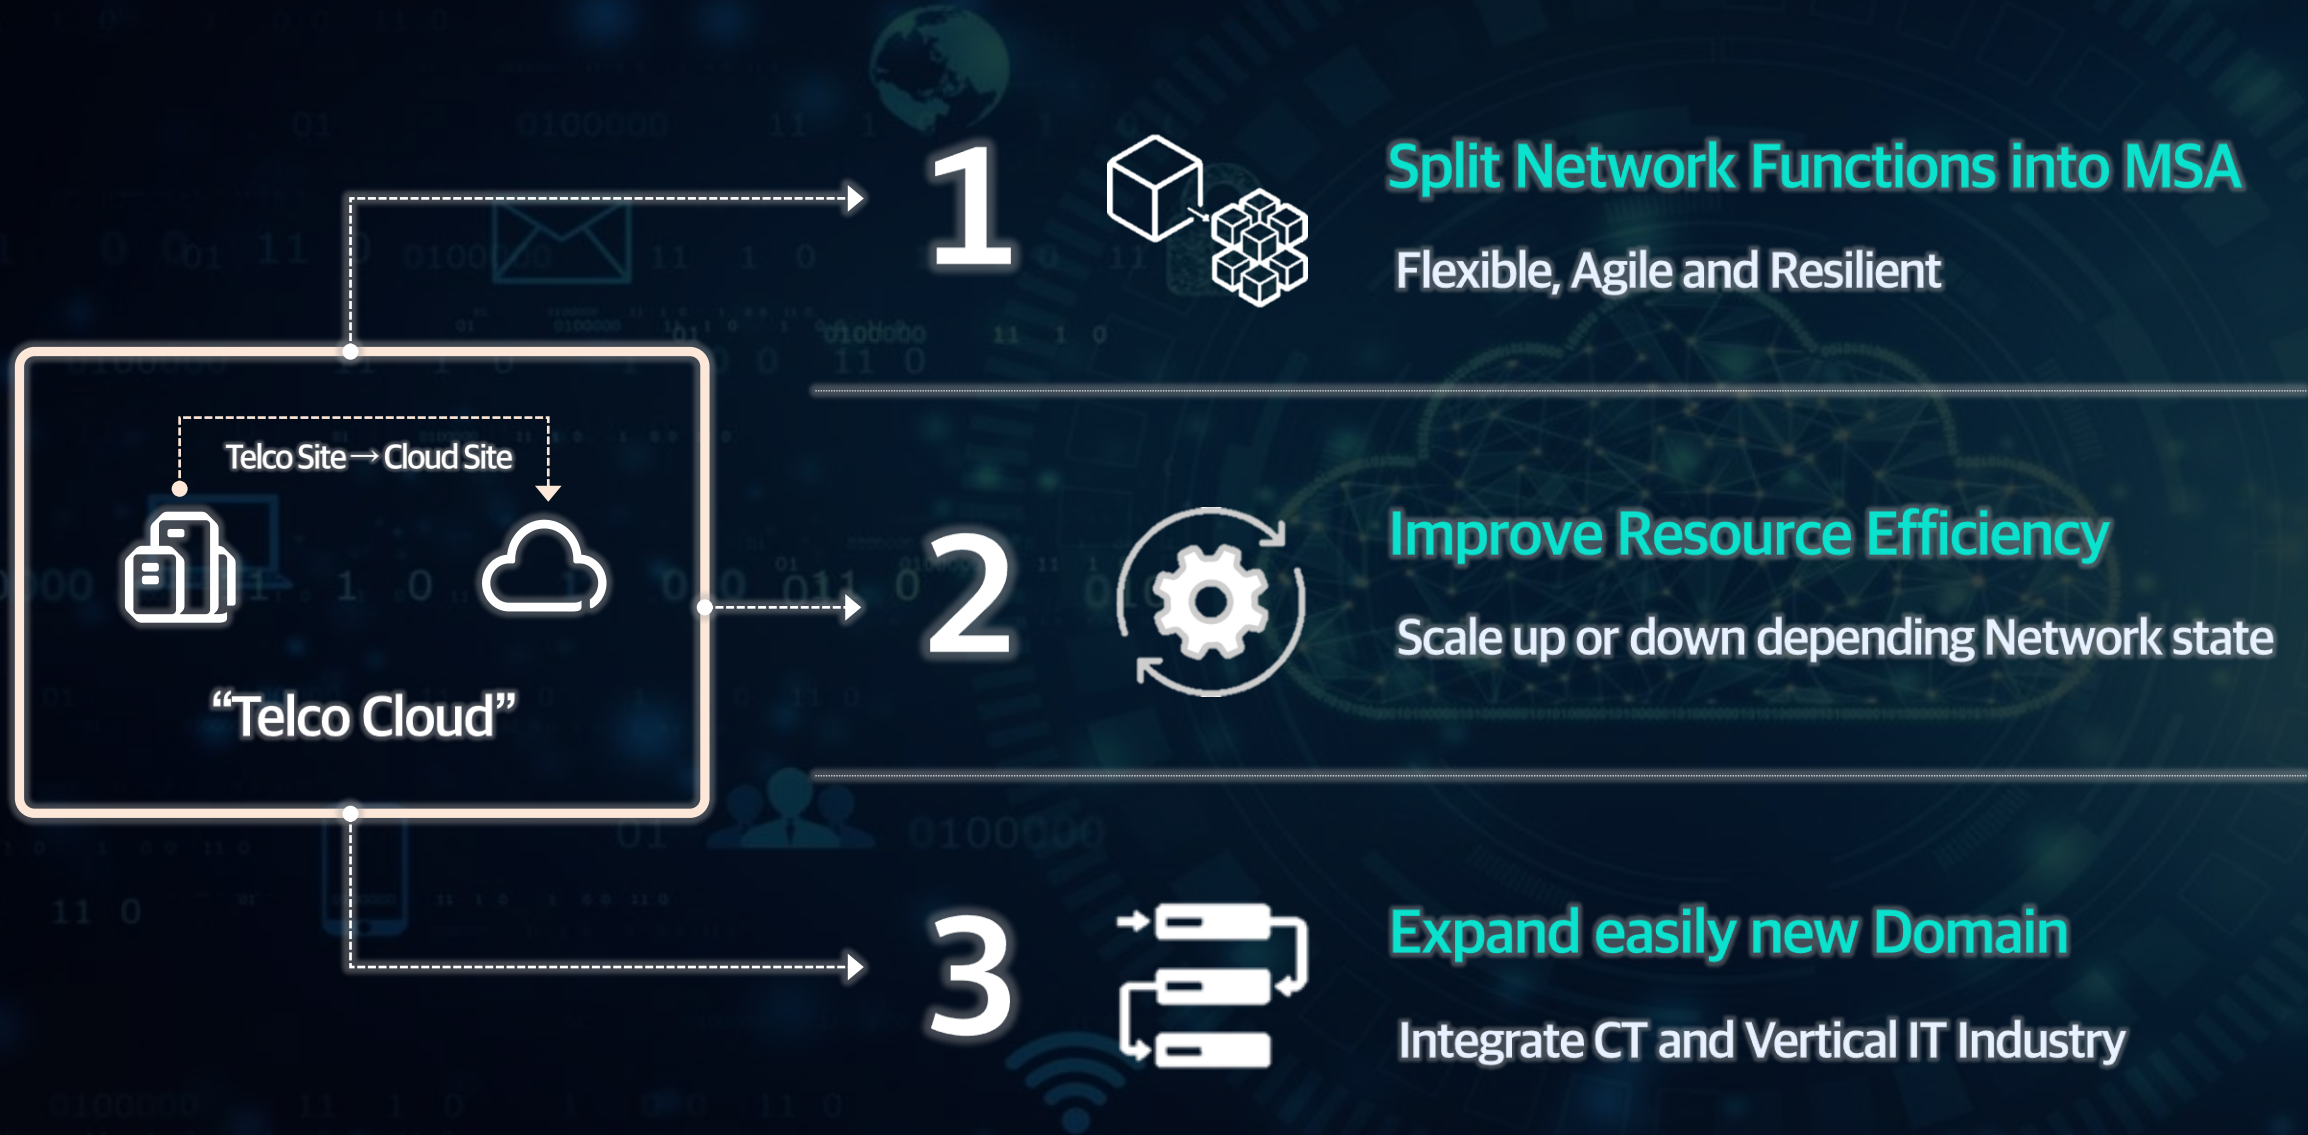 1
Split Network Functions into MSA
Flexible, Agile and Resilient
Telco Site→Cloud Site
“Telco Cloud”
2
Improve Resource Efficiency
Scale up or down depending Network state
3
Expand easily new Domain
Integrate CT and Vertical IT Industry